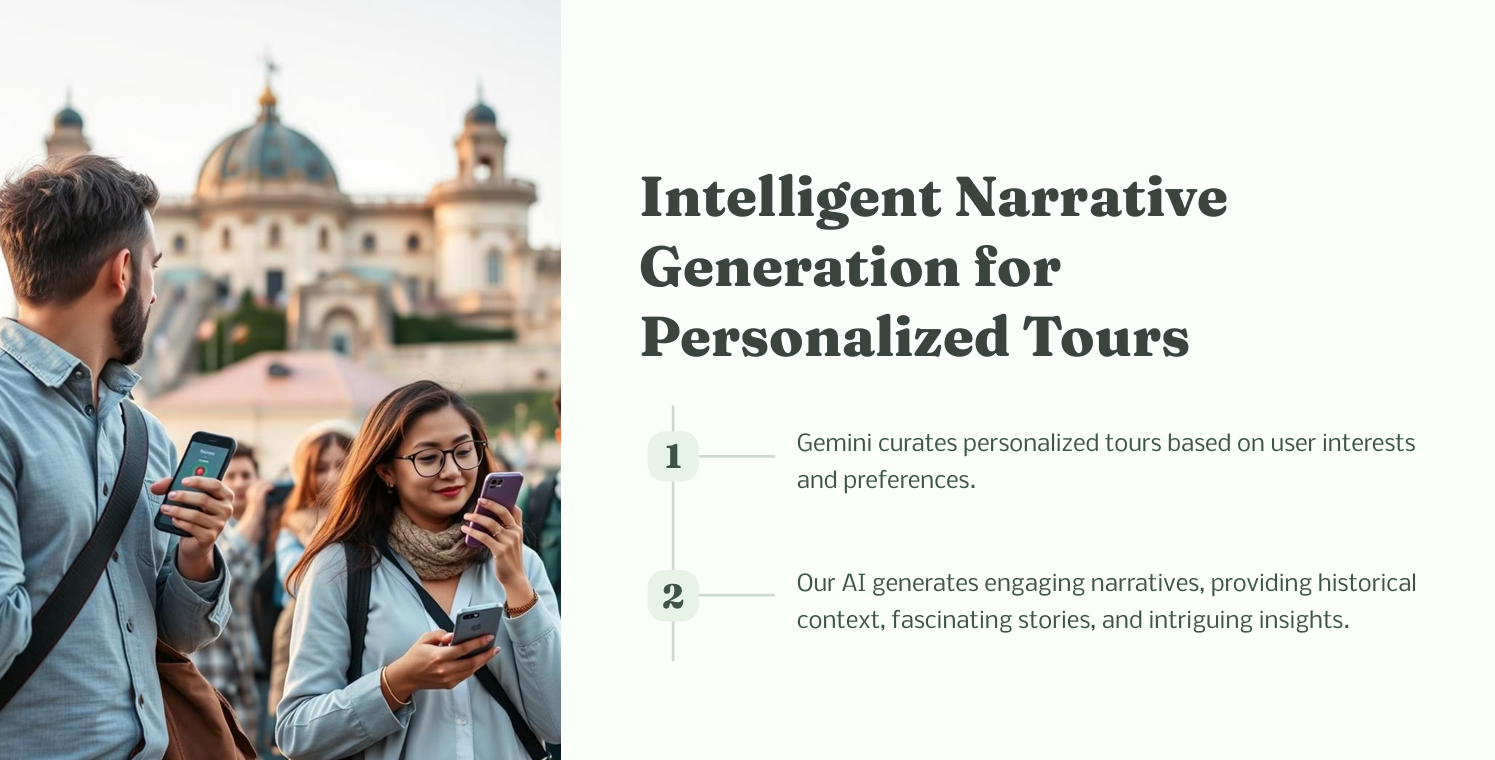 Intelligent Narrative
Generation for
Personalized Tours
1
Gemini curates personalized tours based on user interests
and preferences.
2
Our AI generates engaging narratives, providing historical
context, fascinating stories, and intriguing insights.